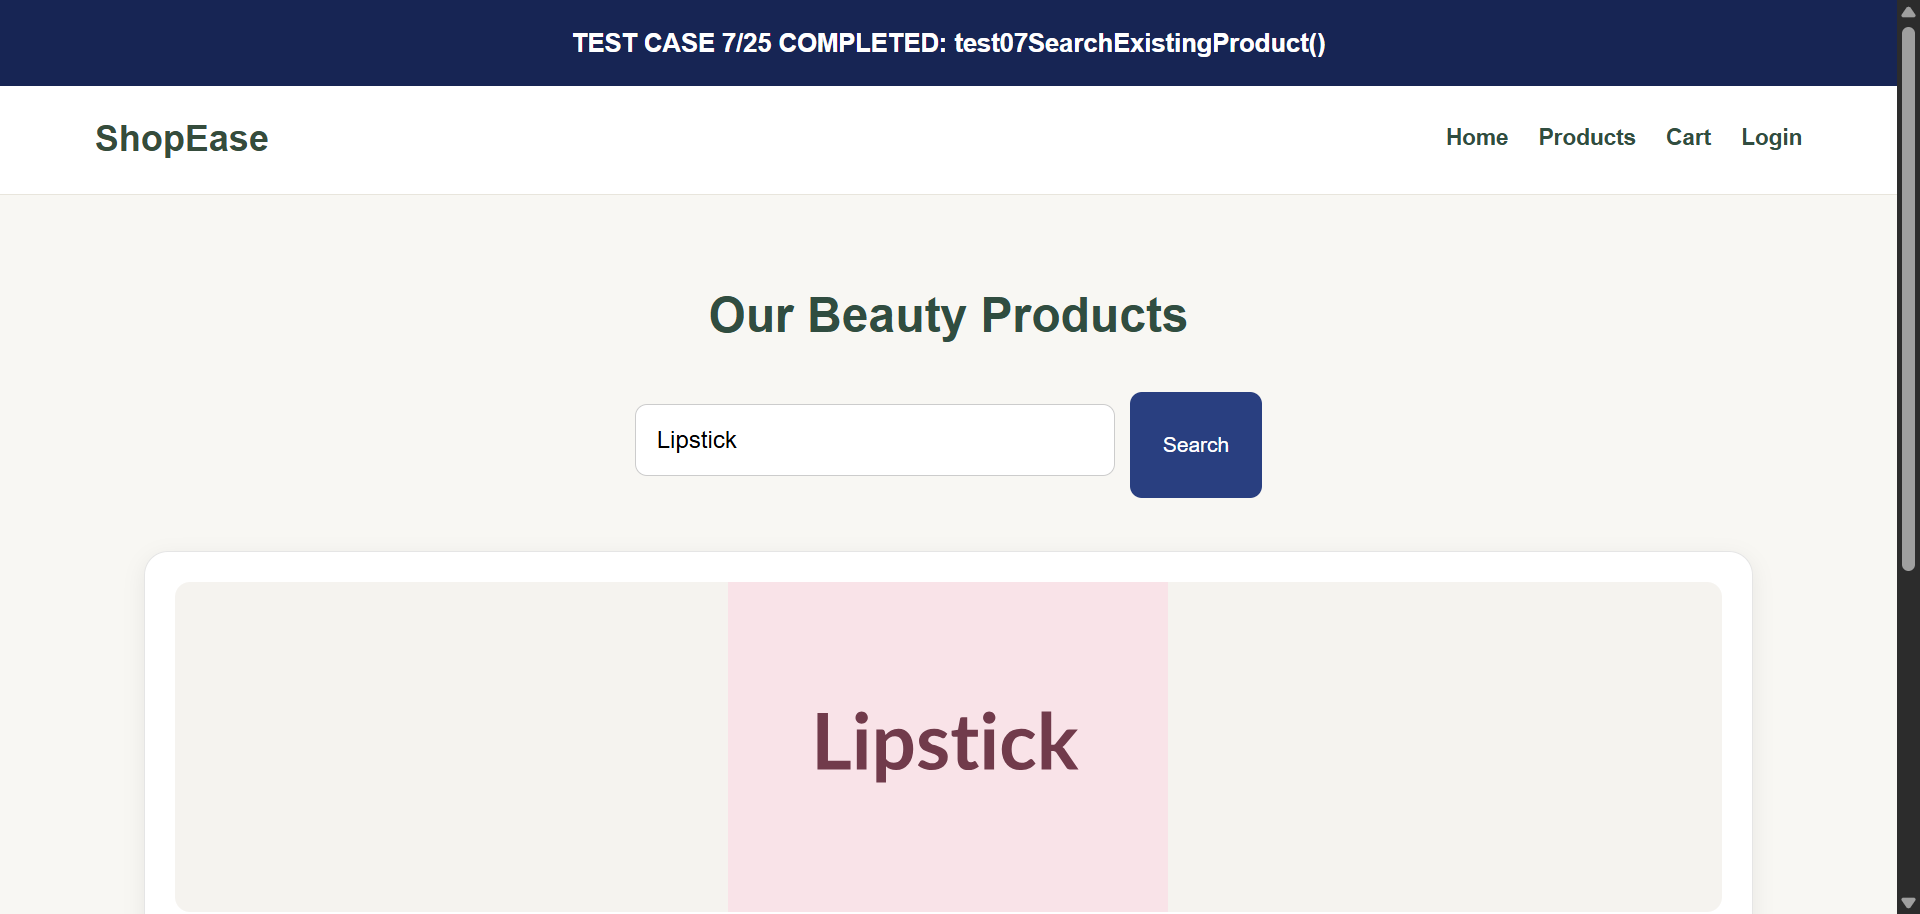 TEST CASE 7/25 COMPLETED: test07SearchExistingProduct()
ShopEase
Home Products Cart Login
Our Beauty Products
Lipstick
Search
Lipstick